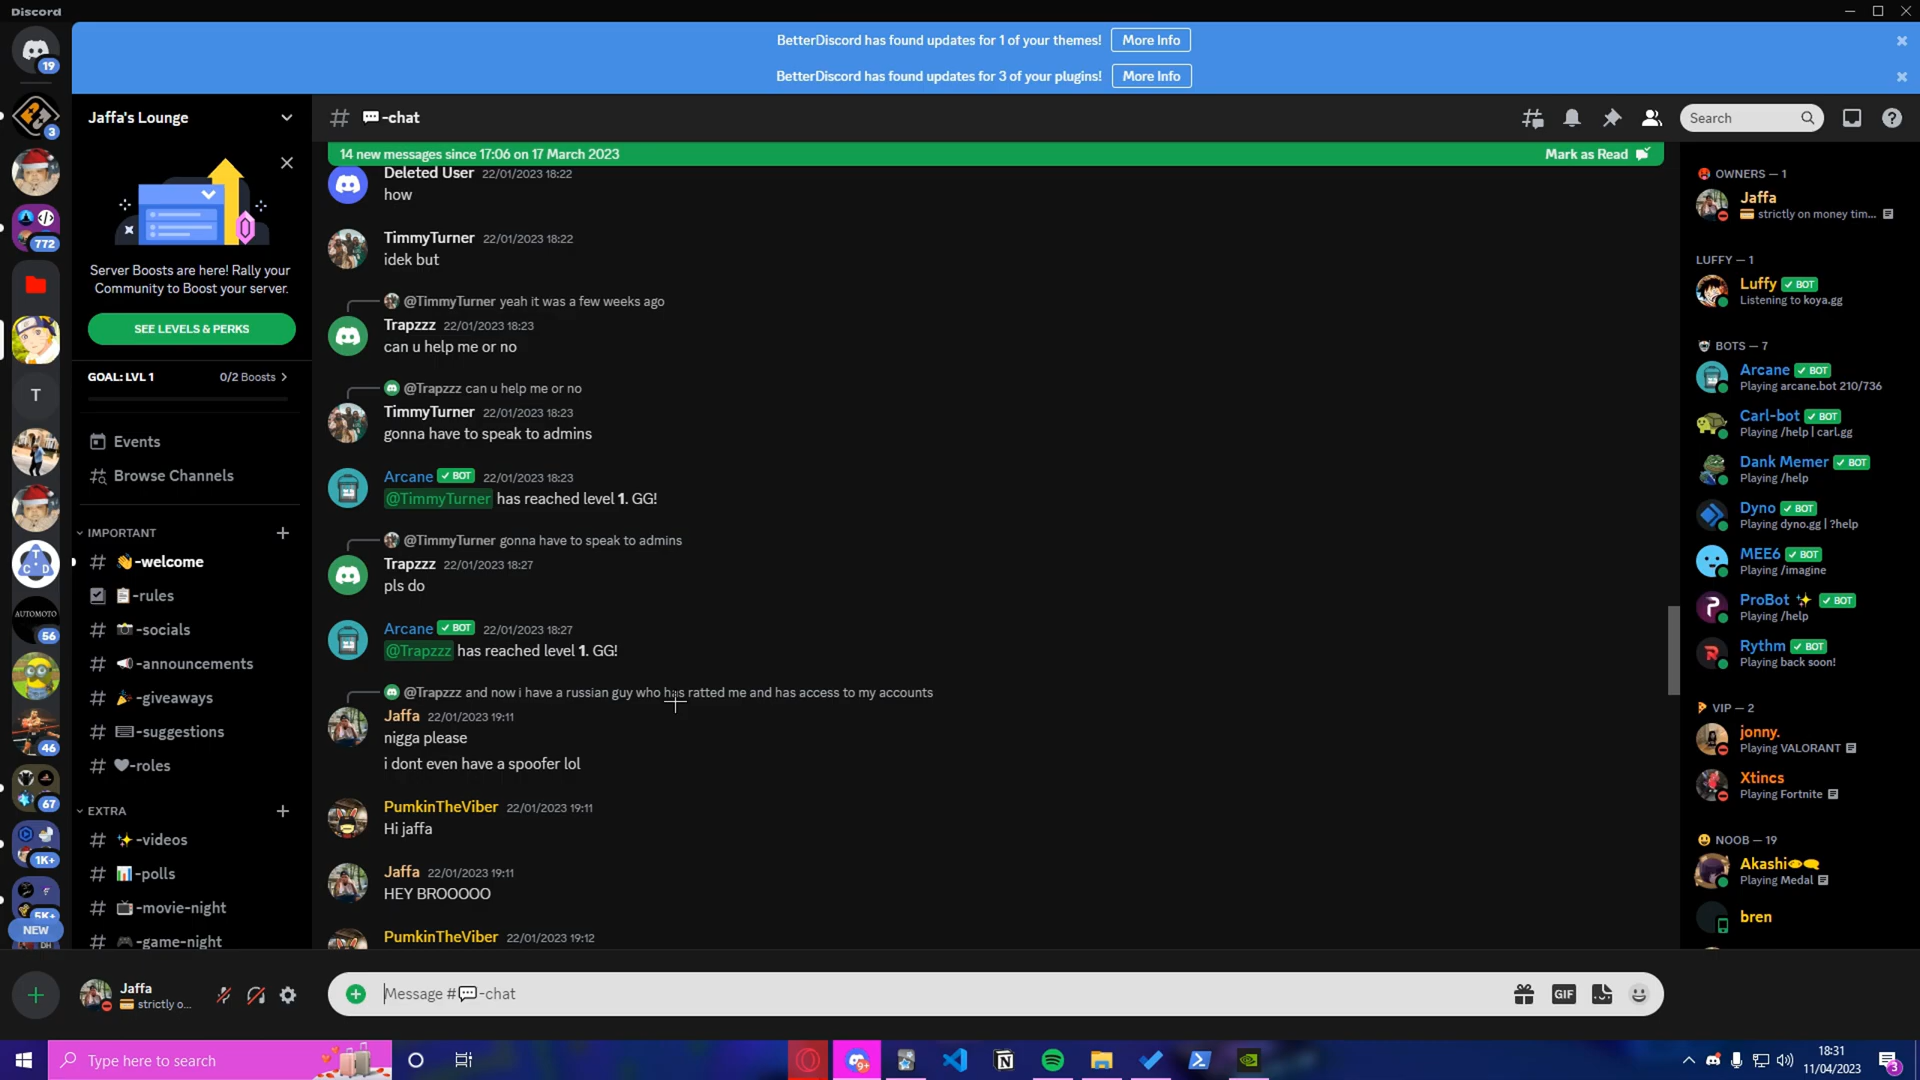 Discord
BetterDiscord has found updates for 1 of your themes! More Info
BetterDiscord has found updates for 3 of your plugins! More Info
19
3
772
T
TCD
AUTOMOTO
56
46
67
1K+
5K+
NEW
Jaffa's Lounge
Server Boosts are here! Rally your
Community to Boost your server.
SEE LEVELS & PERKS
GOAL: LVL 1 0/2 Boosts >
Events
Browse Channels
IMPORTANT
# 👋-welcome
📋-rules
# 📷-socials
# 📢-announcements
# 🎉-giveaways
# ⌨-suggestions
# 🖤-roles
EXTRA
# ✨-videos
# 📊-polls
# 📺-movie-night
# 🎮-game-night
Jaffa
strictly o...
# 💬-chat
Search
14 new messages since 17:06 on 17 March 2023 Mark as Read
Deleted User 22/01/2023 18:22
how
TimmyTurner 22/01/2023 18:22
idek but
@TimmyTurner yeah it was a few weeks ago
Trapzzz 22/01/2023 18:23
can u help me or no
@Trapzzz can u help me or no
TimmyTurner 22/01/2023 18:23
gonna have to speak to admins
Arcane ✓ BOT 22/01/2023 18:23
@TimmyTurner has reached level 1. GG!
@TimmyTurner gonna have to speak to admins
Trapzzz 22/01/2023 18:27
pls do
Arcane ✓ BOT 22/01/2023 18:27
@Trapzzz has reached level 1. GG!
@Trapzzz and now i have a russian guy who has ratted me and has access to my accounts
Jaffa 22/01/2023 19:11
nigga please
i dont even have a spoofer lol
PumkinTheViber 22/01/2023 19:11
Hi jaffa
Jaffa 22/01/2023 19:11
HEY BROOOOO
PumkinTheViber 22/01/2023 19:12
Message #💬-chat
GIF
OWNERS — 1
Jaffa
strictly on money tim...
LUFFY — 1
Luffy ✓ BOT
Listening to koya.gg
BOTS — 7
Arcane ✓ BOT
Playing arcane.bot 210/736
Carl-bot ✓ BOT
Playing /help | carl.gg
Dank Memer ✓ BOT
Playing /help
Dyno ✓ BOT
Playing dyno.gg | ?help
MEE6 ✓ BOT
Playing /imagine
ProBot ✨ ✓ BOT
Playing /help
Rythm ✓ BOT
Playing back soon!
VIP — 2
jonny.
Playing VALORANT
Xtincs
Playing Fortnite
NOOB — 19
Akashi👁🗨
Playing Medal
bren
Type here to search
9+
18:31
11/04/2023
3